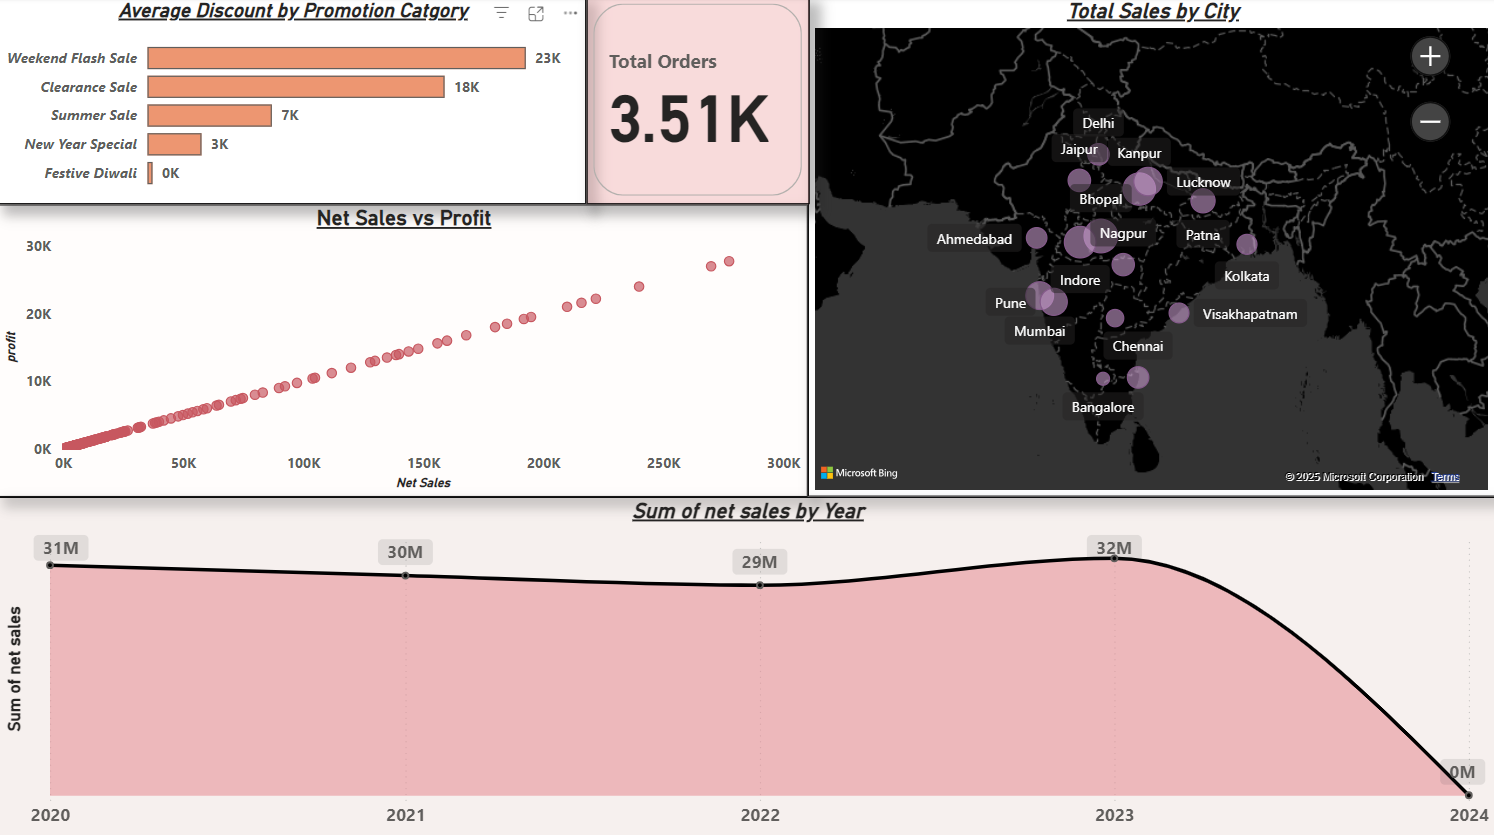 Average Discount by Promotion Catgory
Weekend Flash Sale 23K
Clearance Sale 18K
Summer Sale 7K
New Year Special 3K
Festive Diwali 0K
Total Orders
3.51K
Total Sales by City
Delhi
Jaipur
Kanpur
Lucknow
Bhopal
Ahmedabad
Nagpur
Patna
Indore
Kolkata
Pune
Visakhapatnam
Mumbai
Chennai
Bangalore
Microsoft Bing
© 2025 Microsoft Corporation Terms
Net Sales vs Profit
30K
20K
10K
0K
profit
0K 50K 100K 150K 200K 250K 300K
Net Sales
Sum of net sales by Year
31M
30M
29M
32M
0M
Sum of net sales
2020 2021 2022 2023 2024